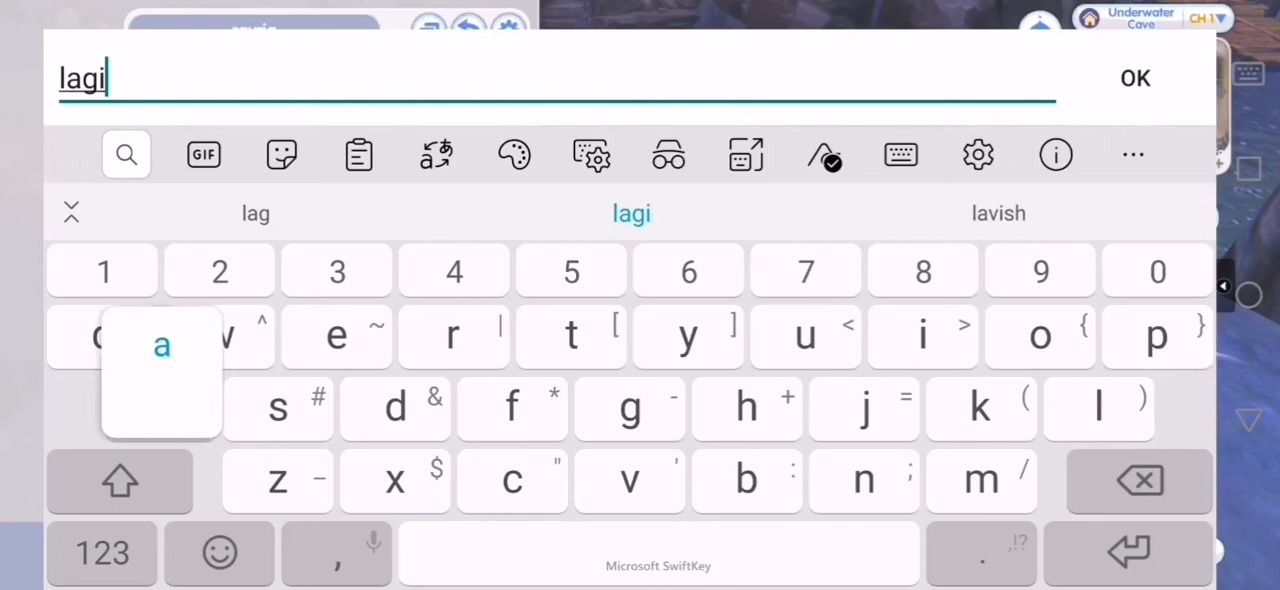 Underwater
Cave
CH 1
lagi
OK
GIF
lag
lagi
lavish
1 2 3 4 5 6 7 8 9 0
a e ~ r | t [ y ] u < i > o { p }
s # d & f * g - h + j = k ( l )
z – x $ c " v ' b : n ; m /
123 , . ,!?
Microsoft SwiftKey